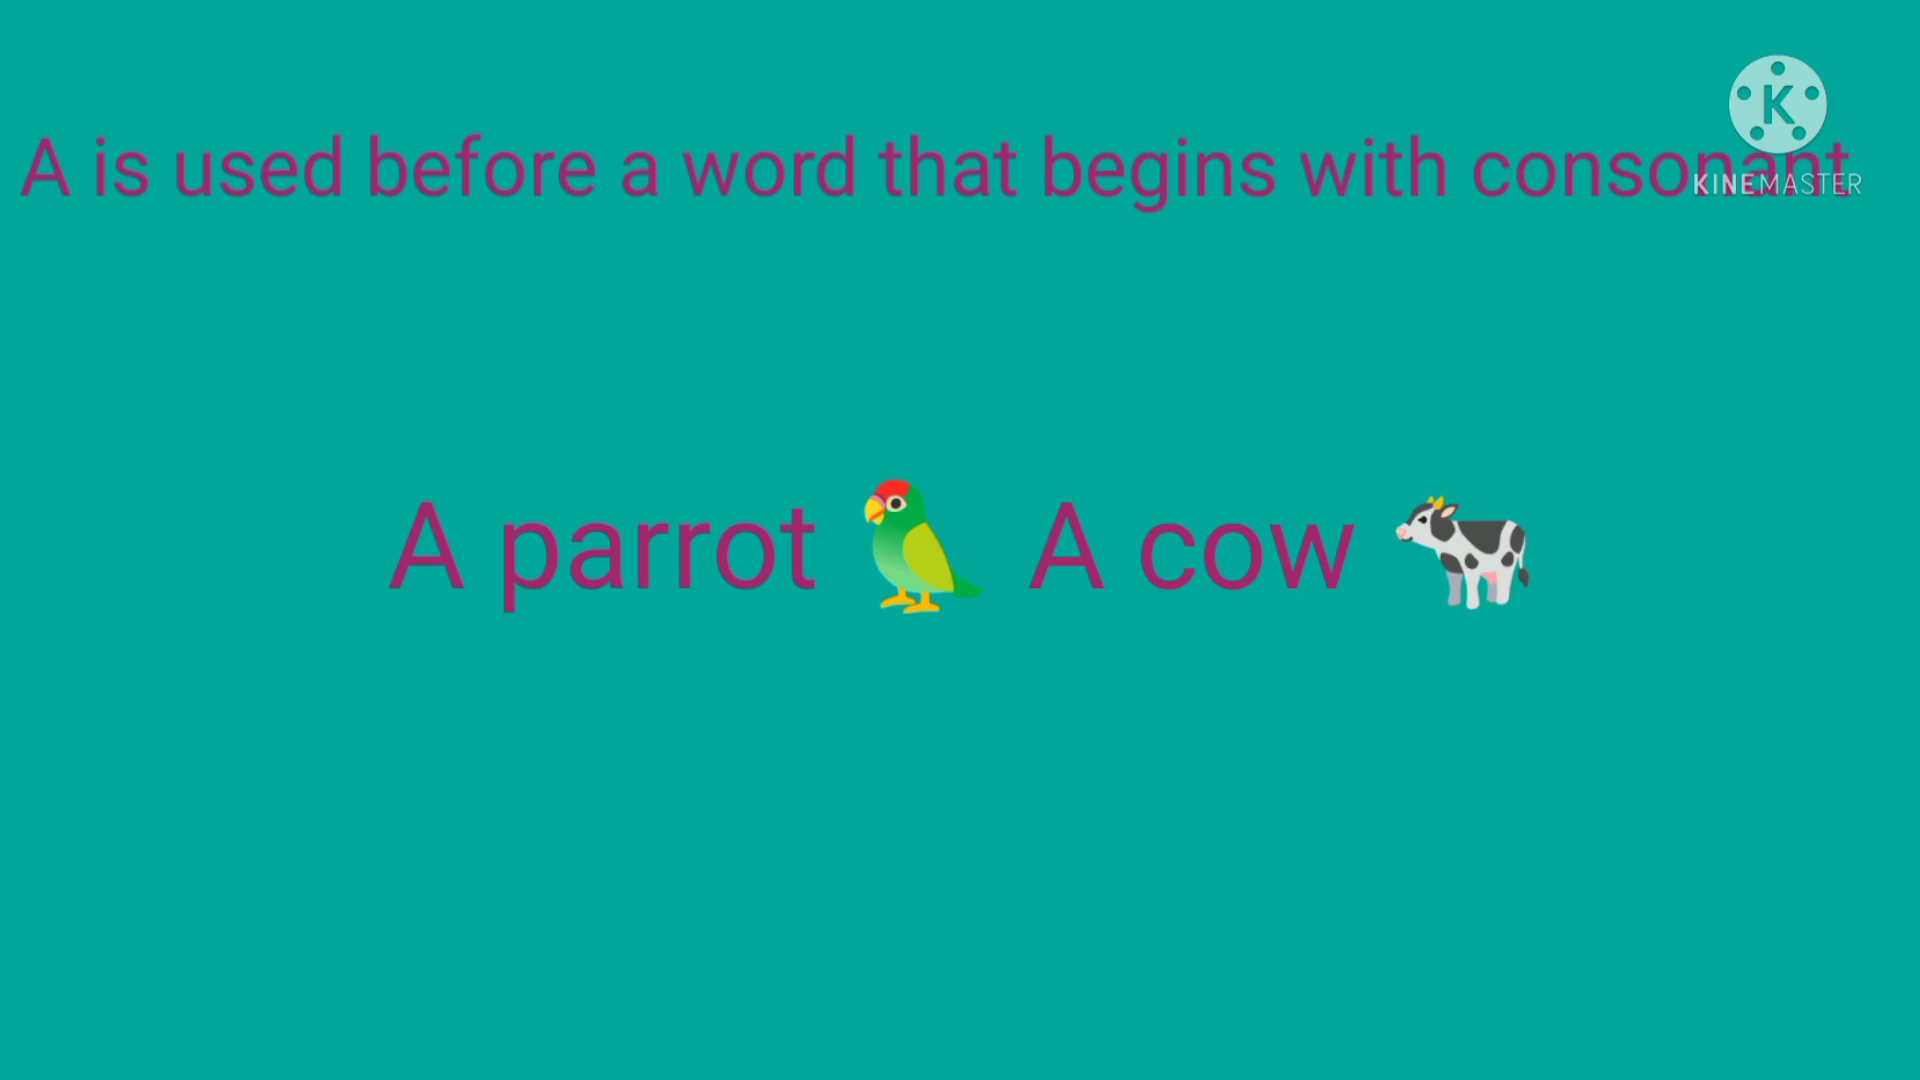 A is used before a word that begins with consonant
K
KINEMASTER
A parrot 🦜 A cow 🐄